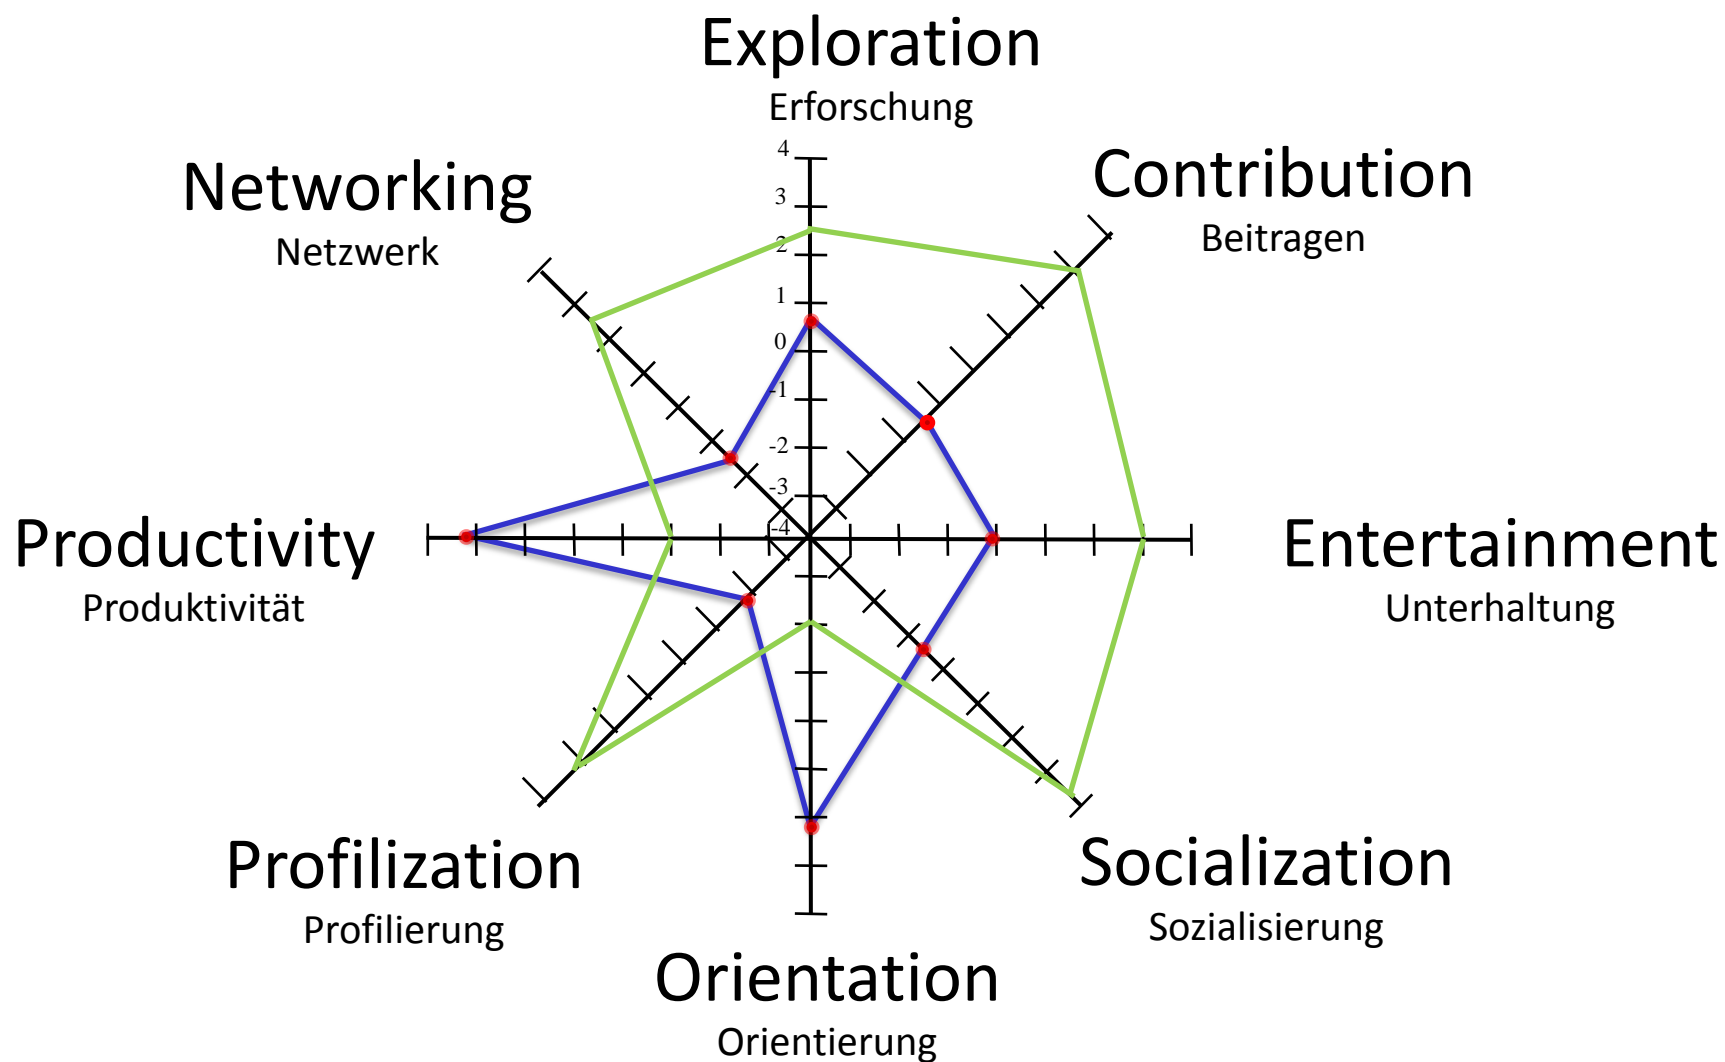 Exploration
Erforschung
Networking
Netzwerk
Contribution
Beitragen
4
3
2
1
0
-1
-2
-3
-4
Productivity
Produktivität
Entertainment
Unterhaltung
Profilization
Profilierung
Socialization
Sozialisierung
Orientation
Orientierung